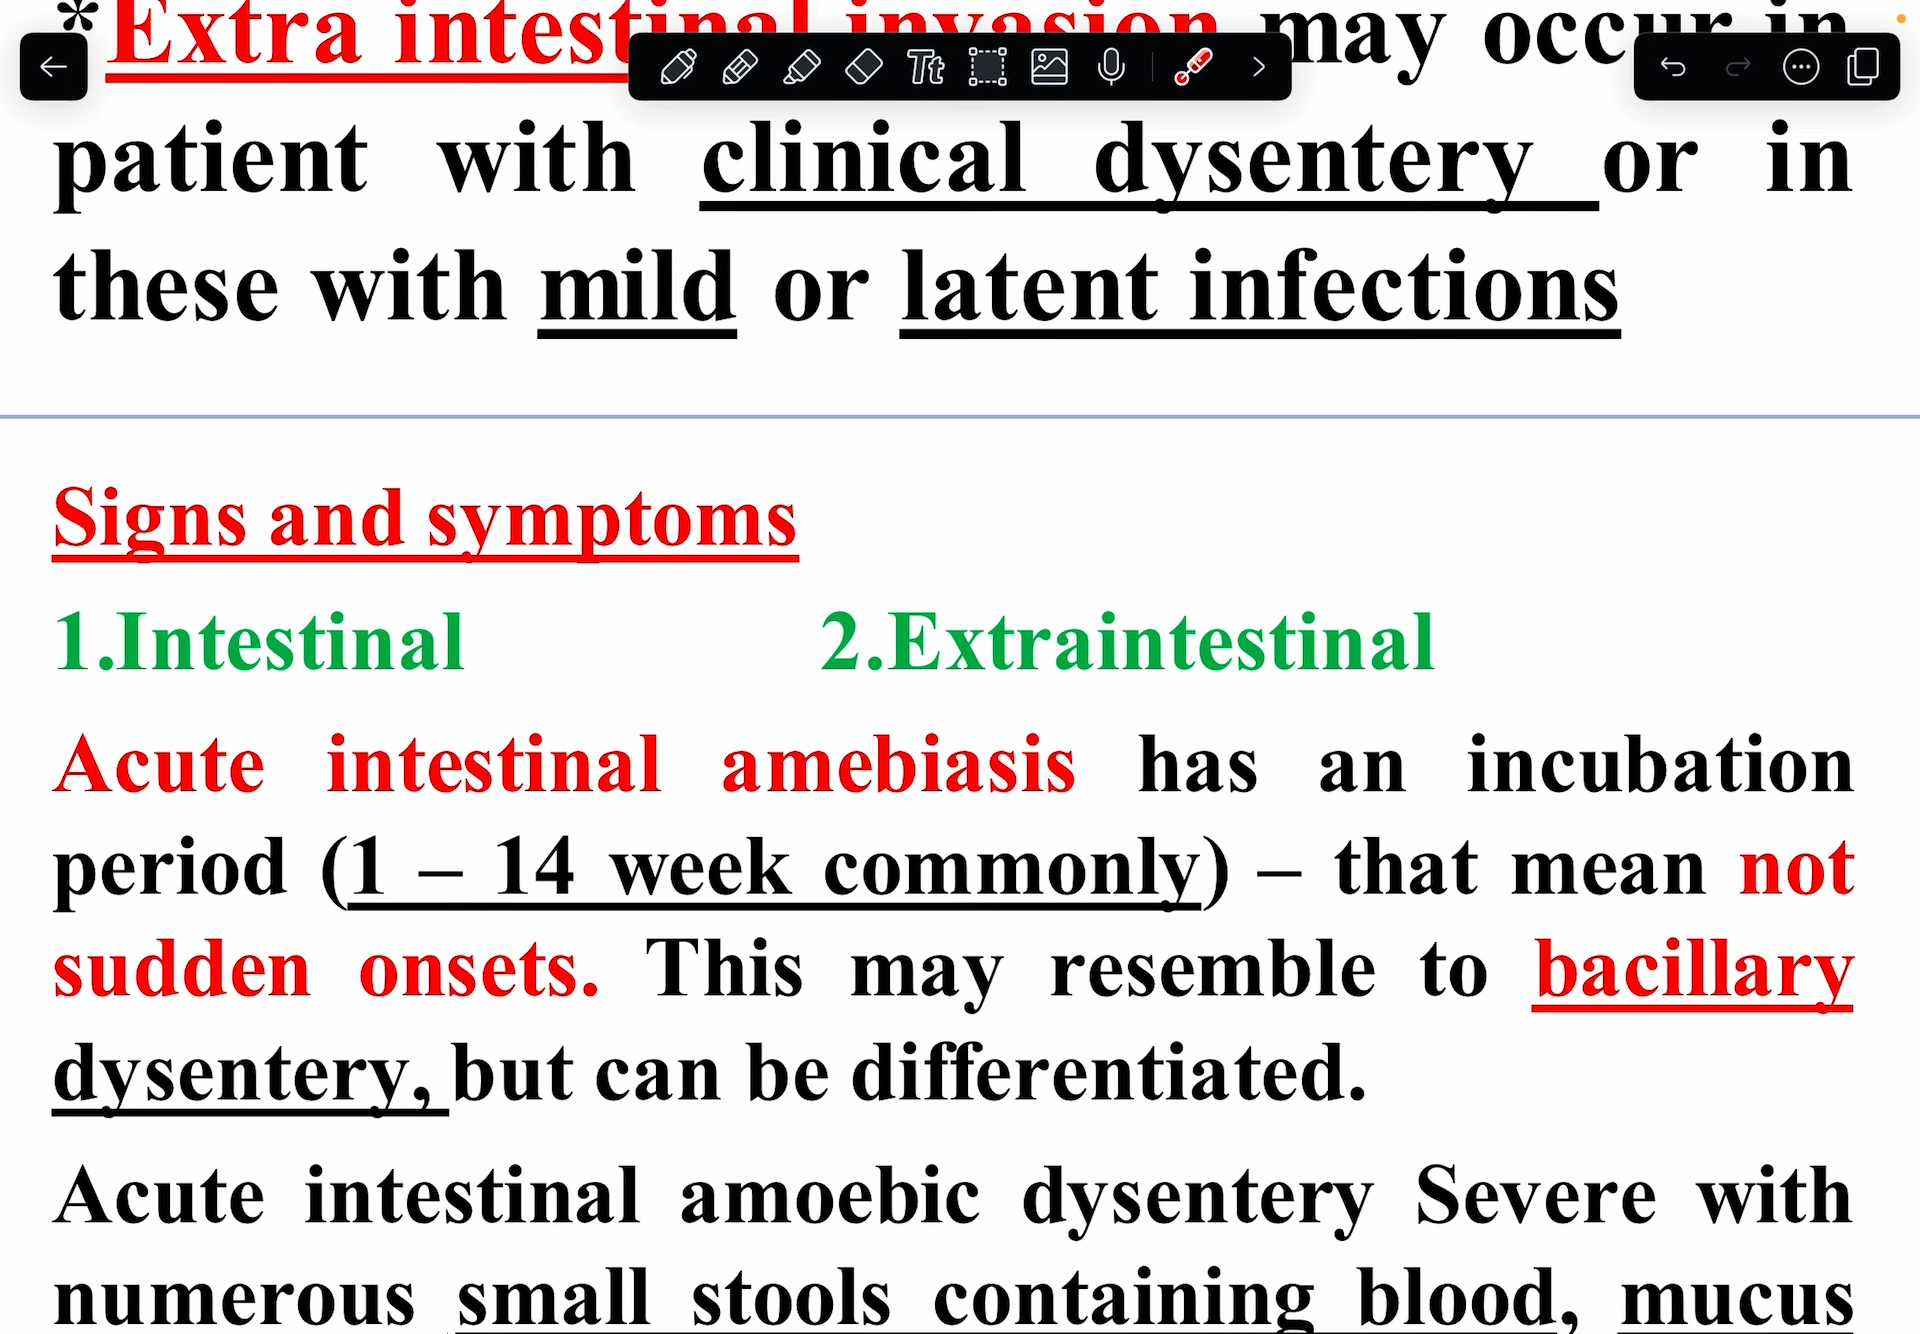 *Extra intestinal invasion may occur in
patient with clinical dysentery or in
these with mild or latent infections
Signs and symptoms
1.Intestinal 2.Extraintestinal
Acute intestinal amebiasis has an incubation
period (1 – 14 week commonly) – that mean not
sudden onsets. This may resemble to bacillary
dysentery, but can be differentiated.
Acute intestinal amoebic dysentery Severe with
numerous small stools containing blood, mucus